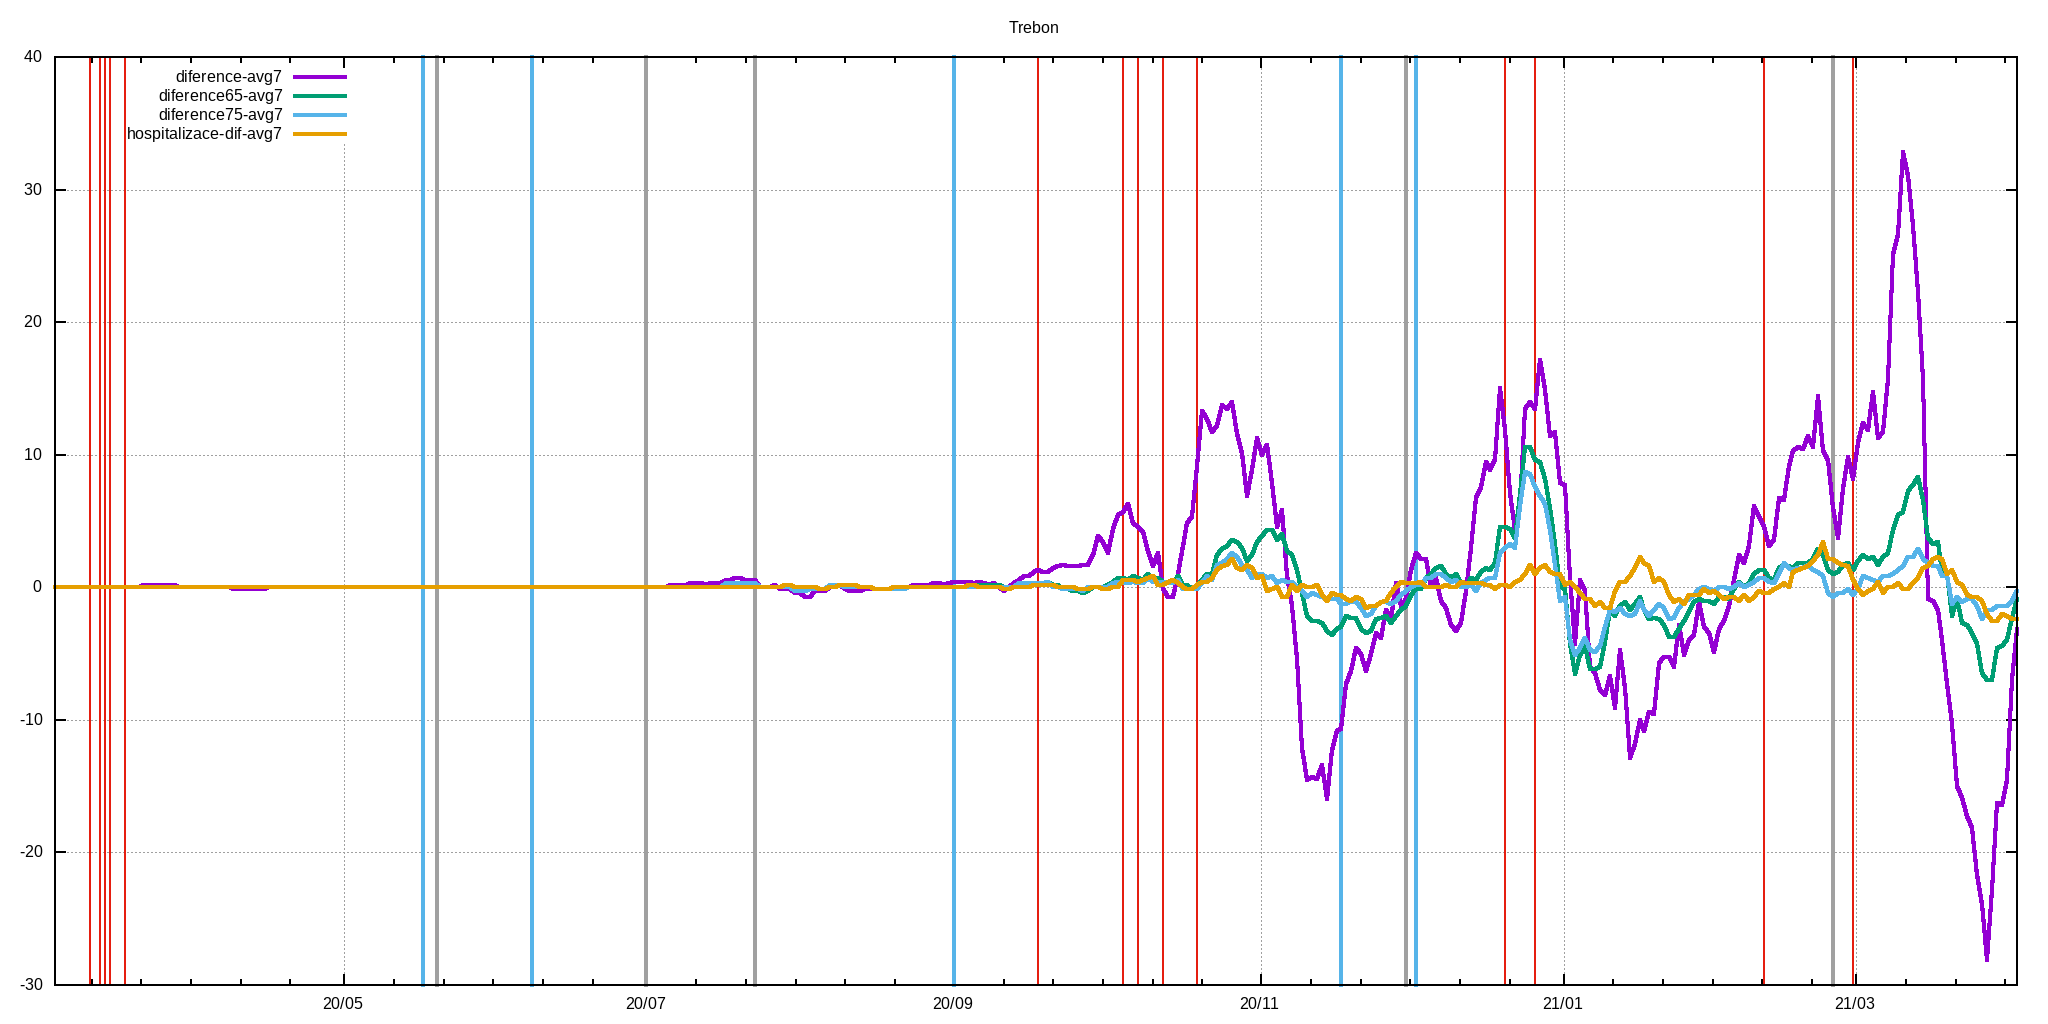 Trebon
40
diference-avg7
diference65-avg7
diference75-avg7
hospitalizace-dif-avg7
30
20
10
0
-10
-20
-30
20/05 20/07 20/09 20/11 21/01 21/03